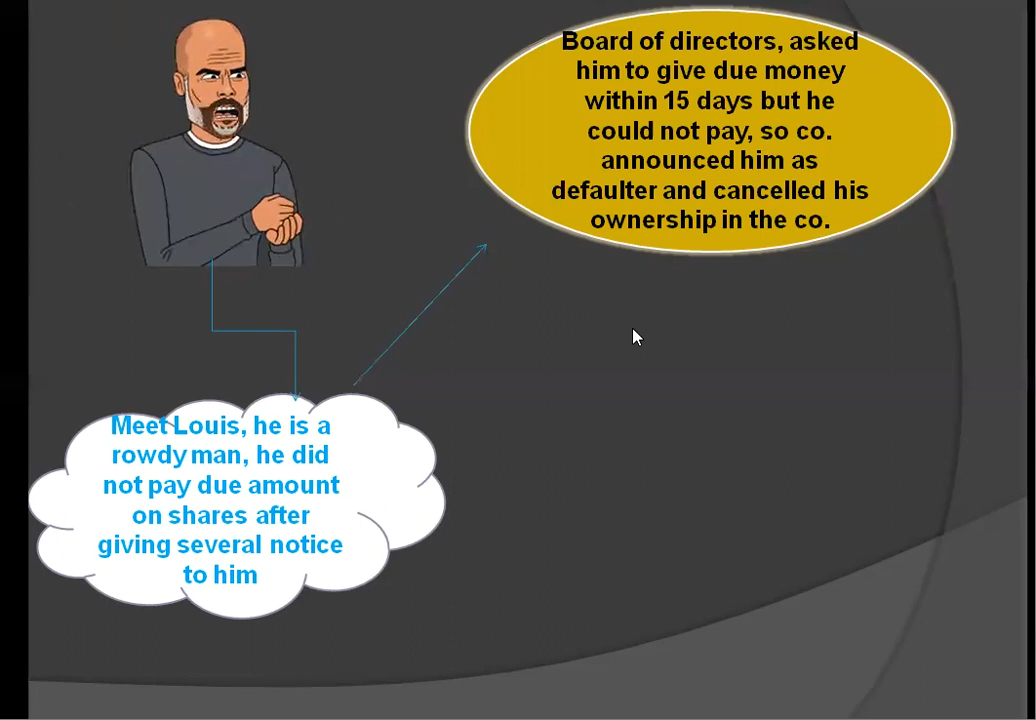 Board of directors, asked
him to give due money
within 15 days but he
could not pay, so co.
announced him as
defaulter and cancelled his
ownership in the co.
Meet Louis, he is a
rowdy man, he did
not pay due amount
on shares after
giving several notice
to him